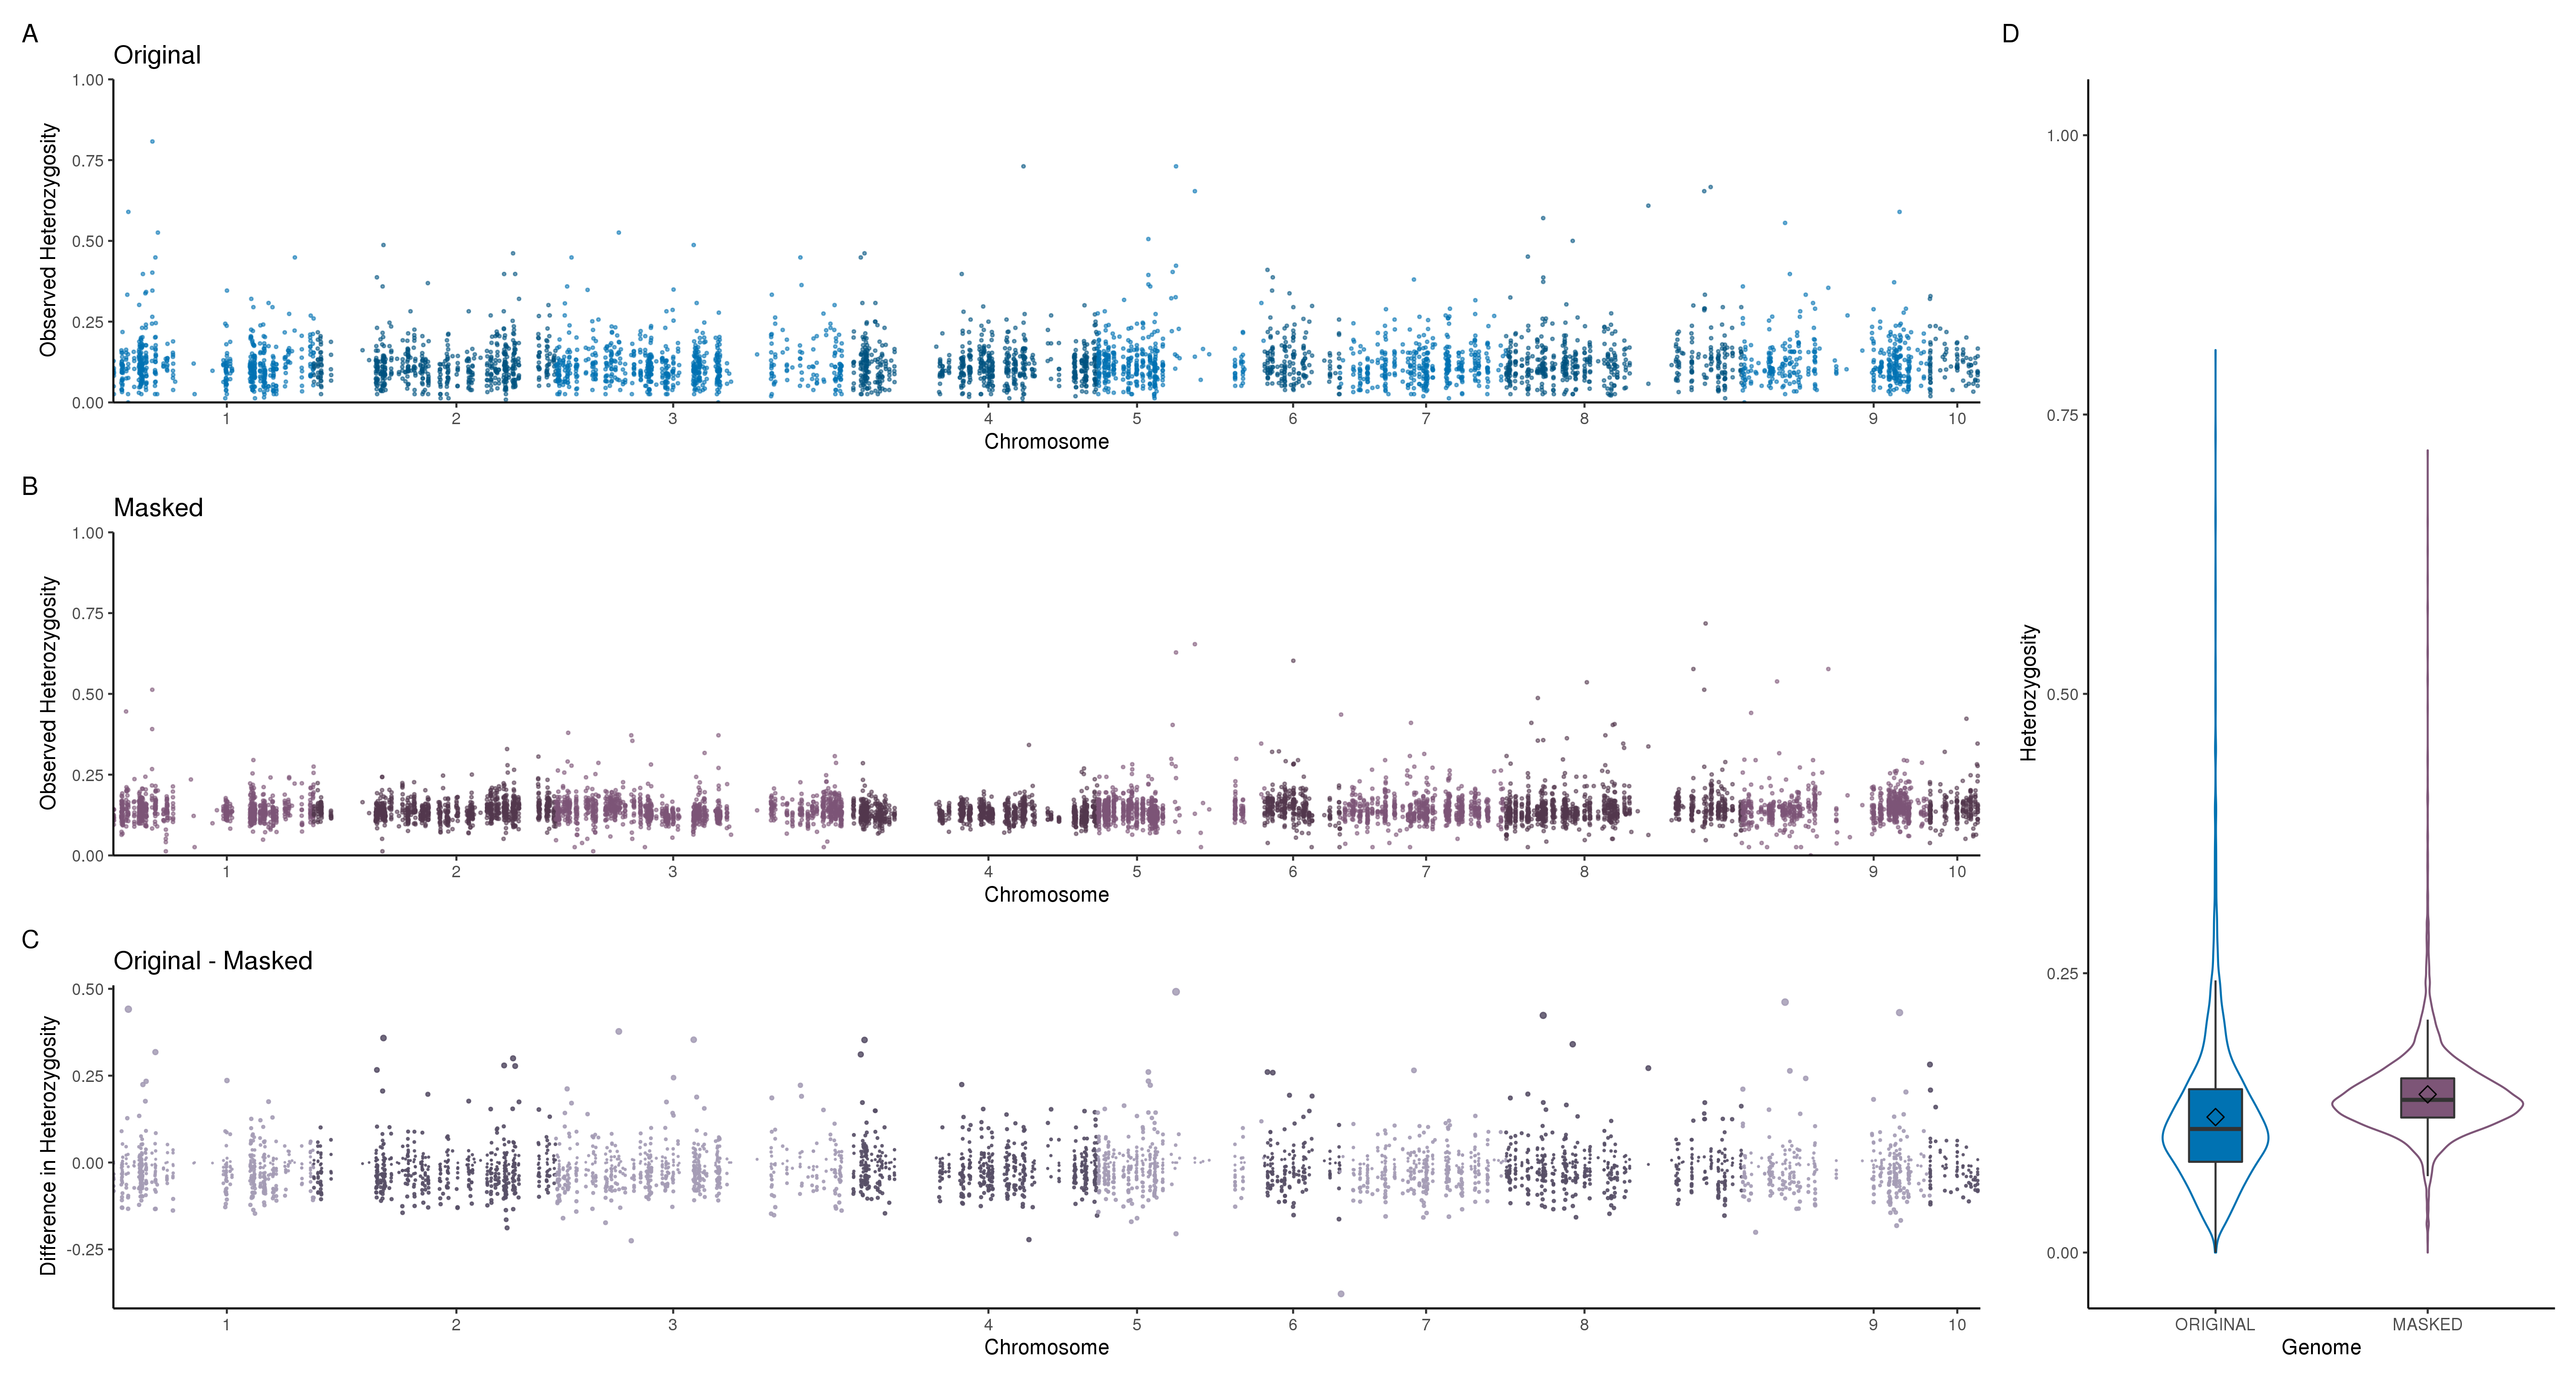 A
Original
1.00
0.75
0.50
0.25
0.00
Observed Heterozygosity
1 2 3 4 5 6 7 8 9 10
Chromosome
B
Masked
1.00
0.75
0.50
0.25
0.00
Observed Heterozygosity
1 2 3 4 5 6 7 8 9 10
Chromosome
C
Original - Masked
0.50
0.25
0.00
-0.25
Difference in Heterozygosity
1 2 3 4 5 6 7 8 9 10
Chromosome
D
1.00
0.75
0.50
0.25
0.00
Heterozygosity
ORIGINAL MASKED
Genome